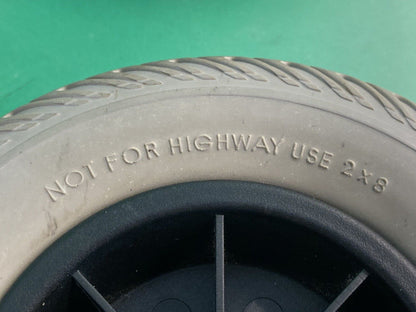 NOT FOR HIGHWAY USE 2x8